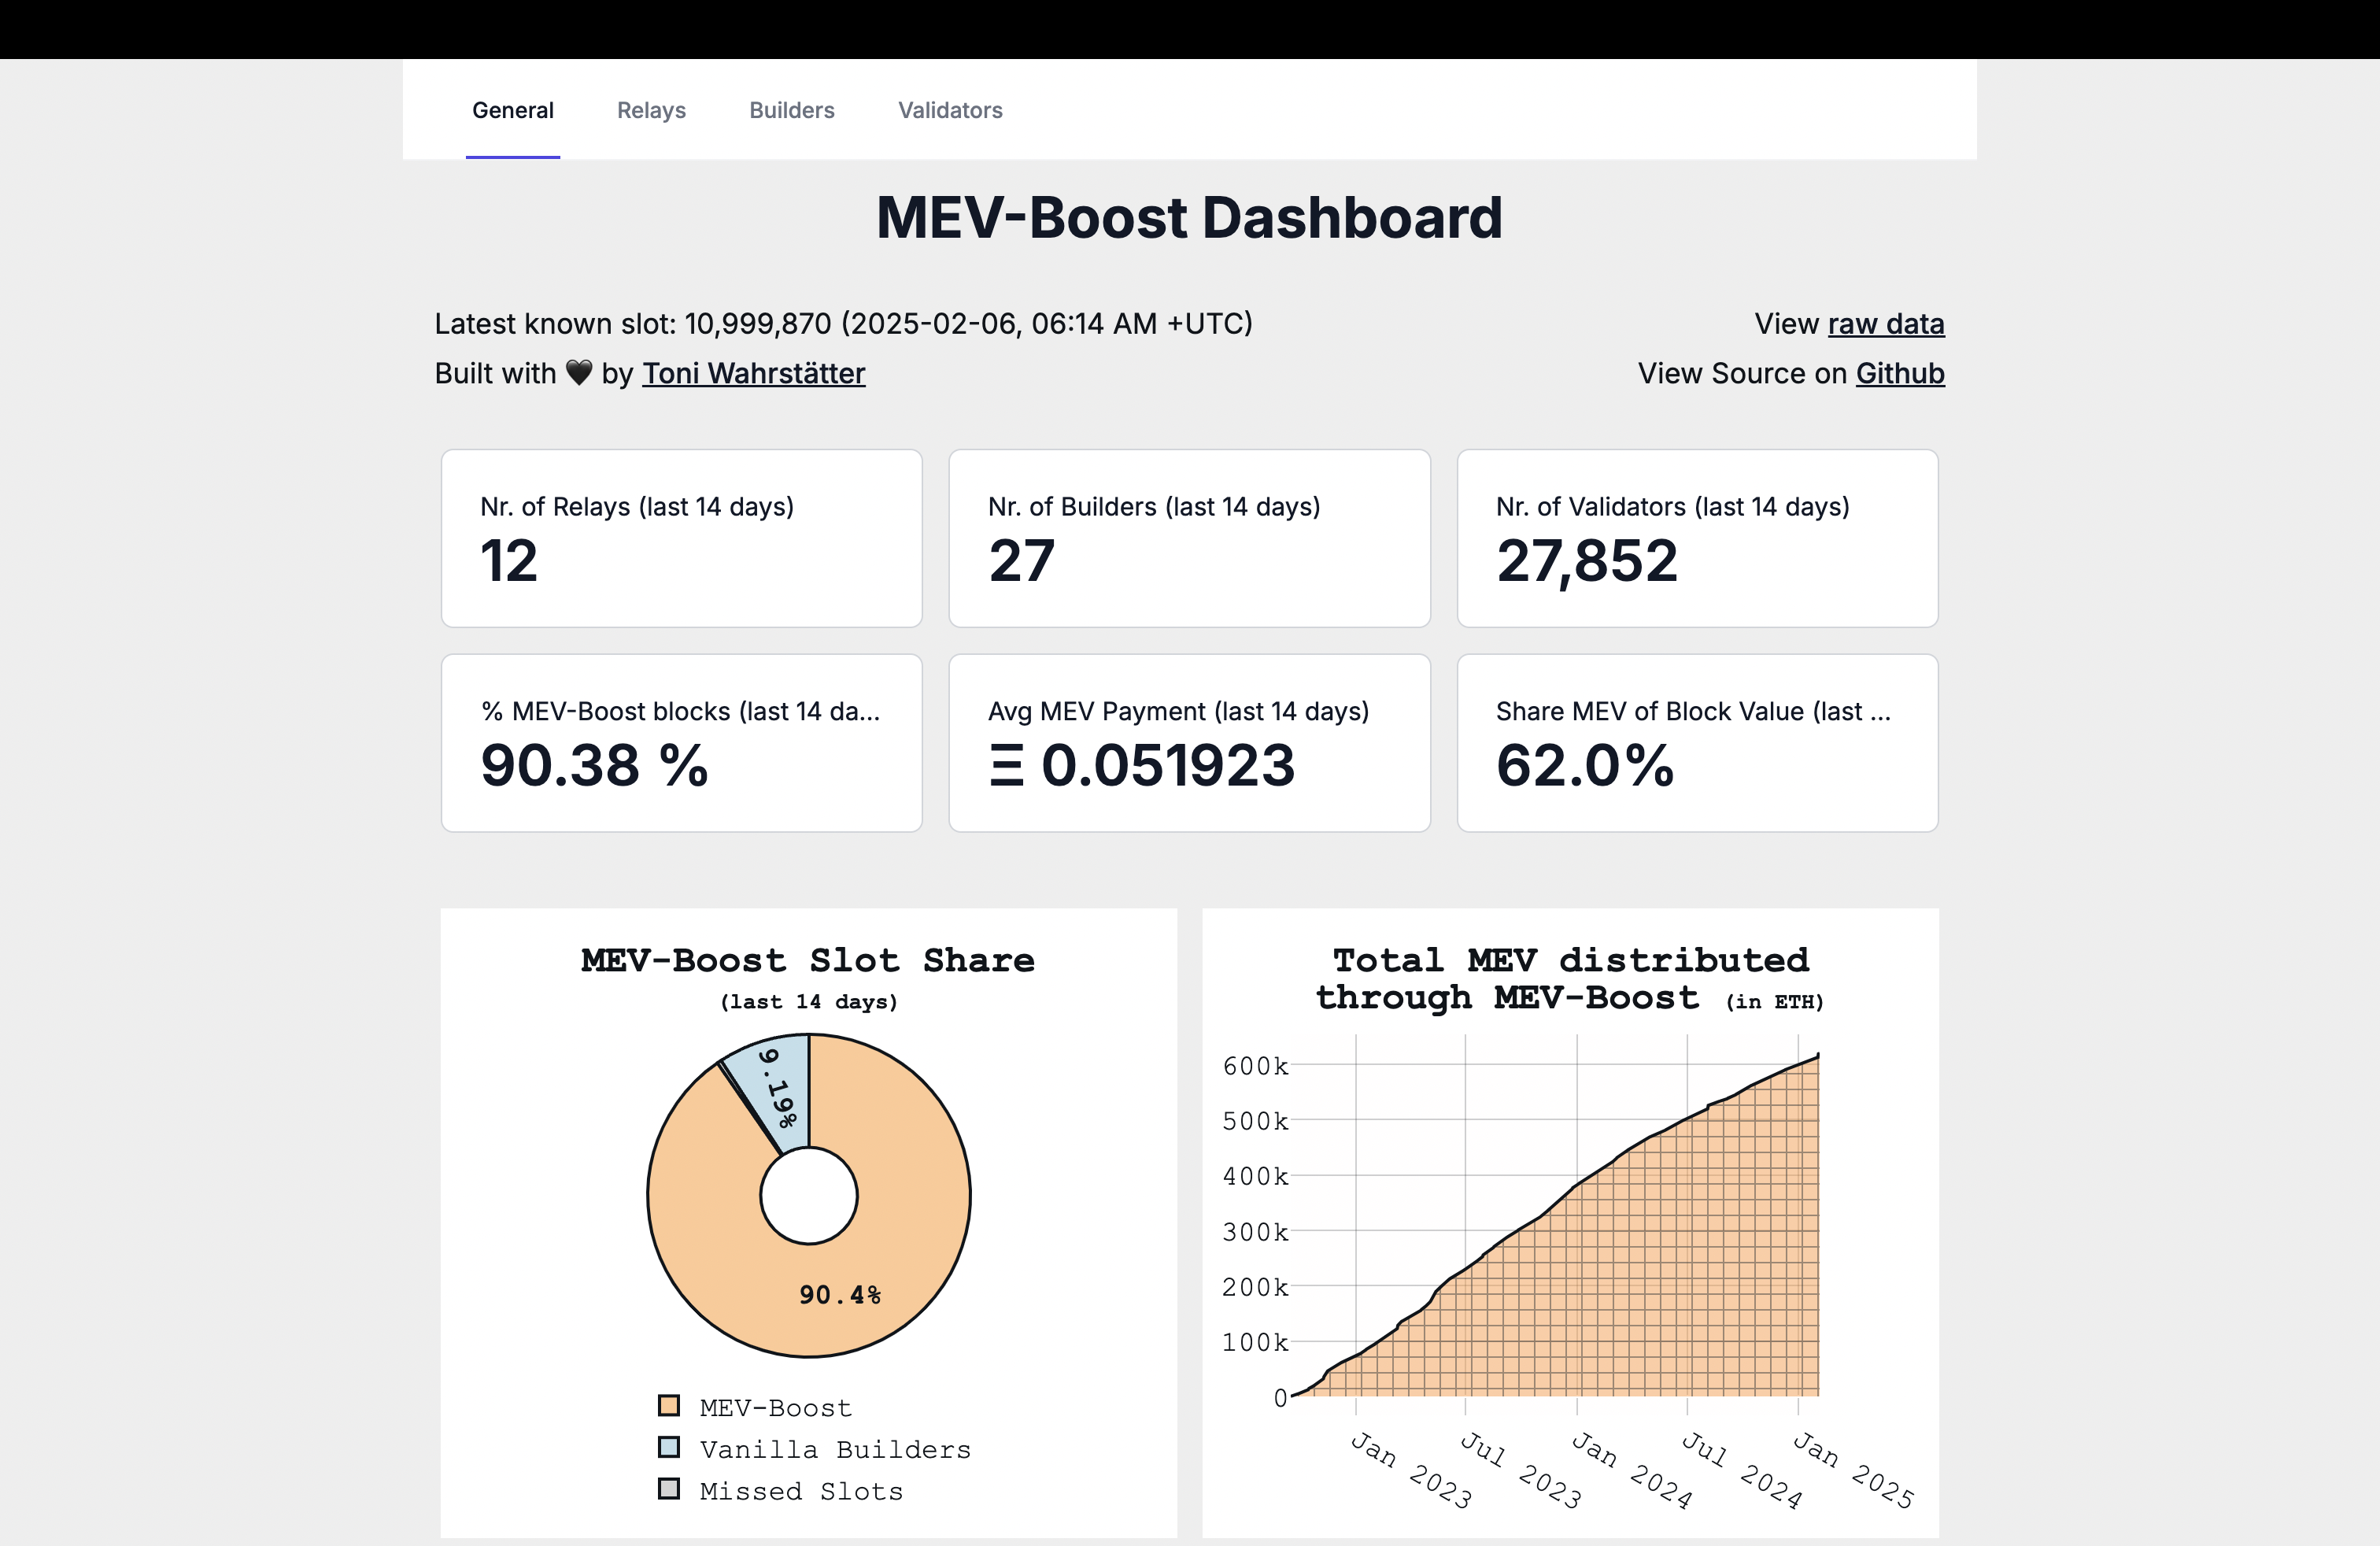 General Relays Builders Validators
MEV-Boost Dashboard
Latest known slot: 10,999,870 (2025-02-06, 06:14 AM +UTC)
View raw data
Built with 🖤 by Toni Wahrstätter
View Source on Github
Nr. of Relays (last 14 days)
12
Nr. of Builders (last 14 days)
27
Nr. of Validators (last 14 days)
27,852
% MEV-Boost blocks (last 14 da...
90.38 %
Avg MEV Payment (last 14 days)
Ξ 0.051923
Share MEV of Block Value (last ...
62.0%
MEV-Boost Slot Share
(last 14 days)
9.19%
90.4%
MEV-Boost
Vanilla Builders
Missed Slots
Total MEV distributed
through MEV-Boost (in ETH)
600k
500k
400k
300k
200k
100k
0
Jan 2023
Jul 2023
Jan 2024
Jul 2024
Jan 2025